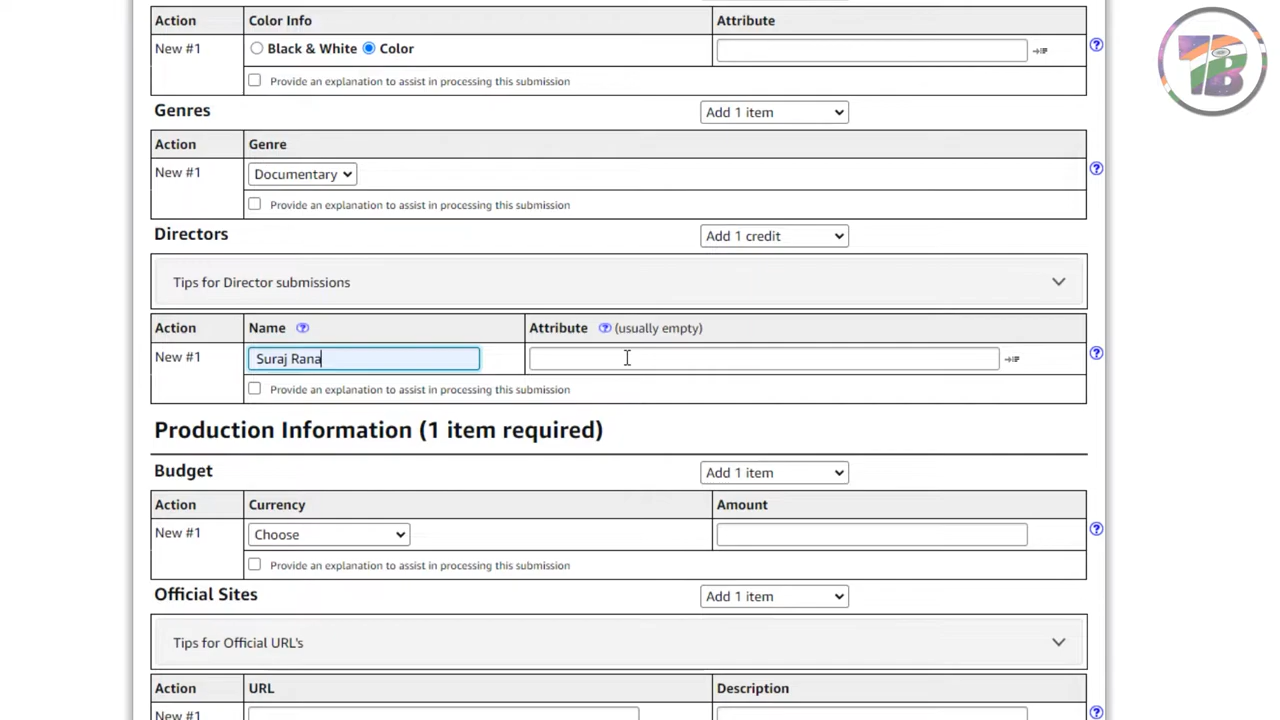 Action Color Info Attribute
New #1 Black & White Color
Provide an explanation to assist in processing this submission
Genres Add 1 item
Action Genre
New #1 Documentary
Provide an explanation to assist in processing this submission
Directors Add 1 credit
Tips for Director submissions
Action Name Attribute (usually empty)
New #1 Suraj Rana
Provide an explanation to assist in processing this submission
Production Information (1 item required)
Budget Add 1 item
Action Currency Amount
New #1 Choose
Provide an explanation to assist in processing this submission
Official Sites Add 1 item
Tips for Official URL's
Action URL Description
New #1